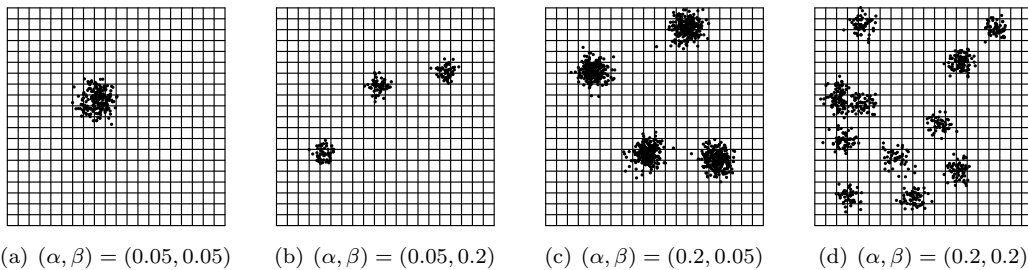 (a) (α, β) = (0.05, 0.05)
(b) (α, β) = (0.05, 0.2)
(c) (α, β) = (0.2, 0.05)
(d) (α, β) = (0.2, 0.2)